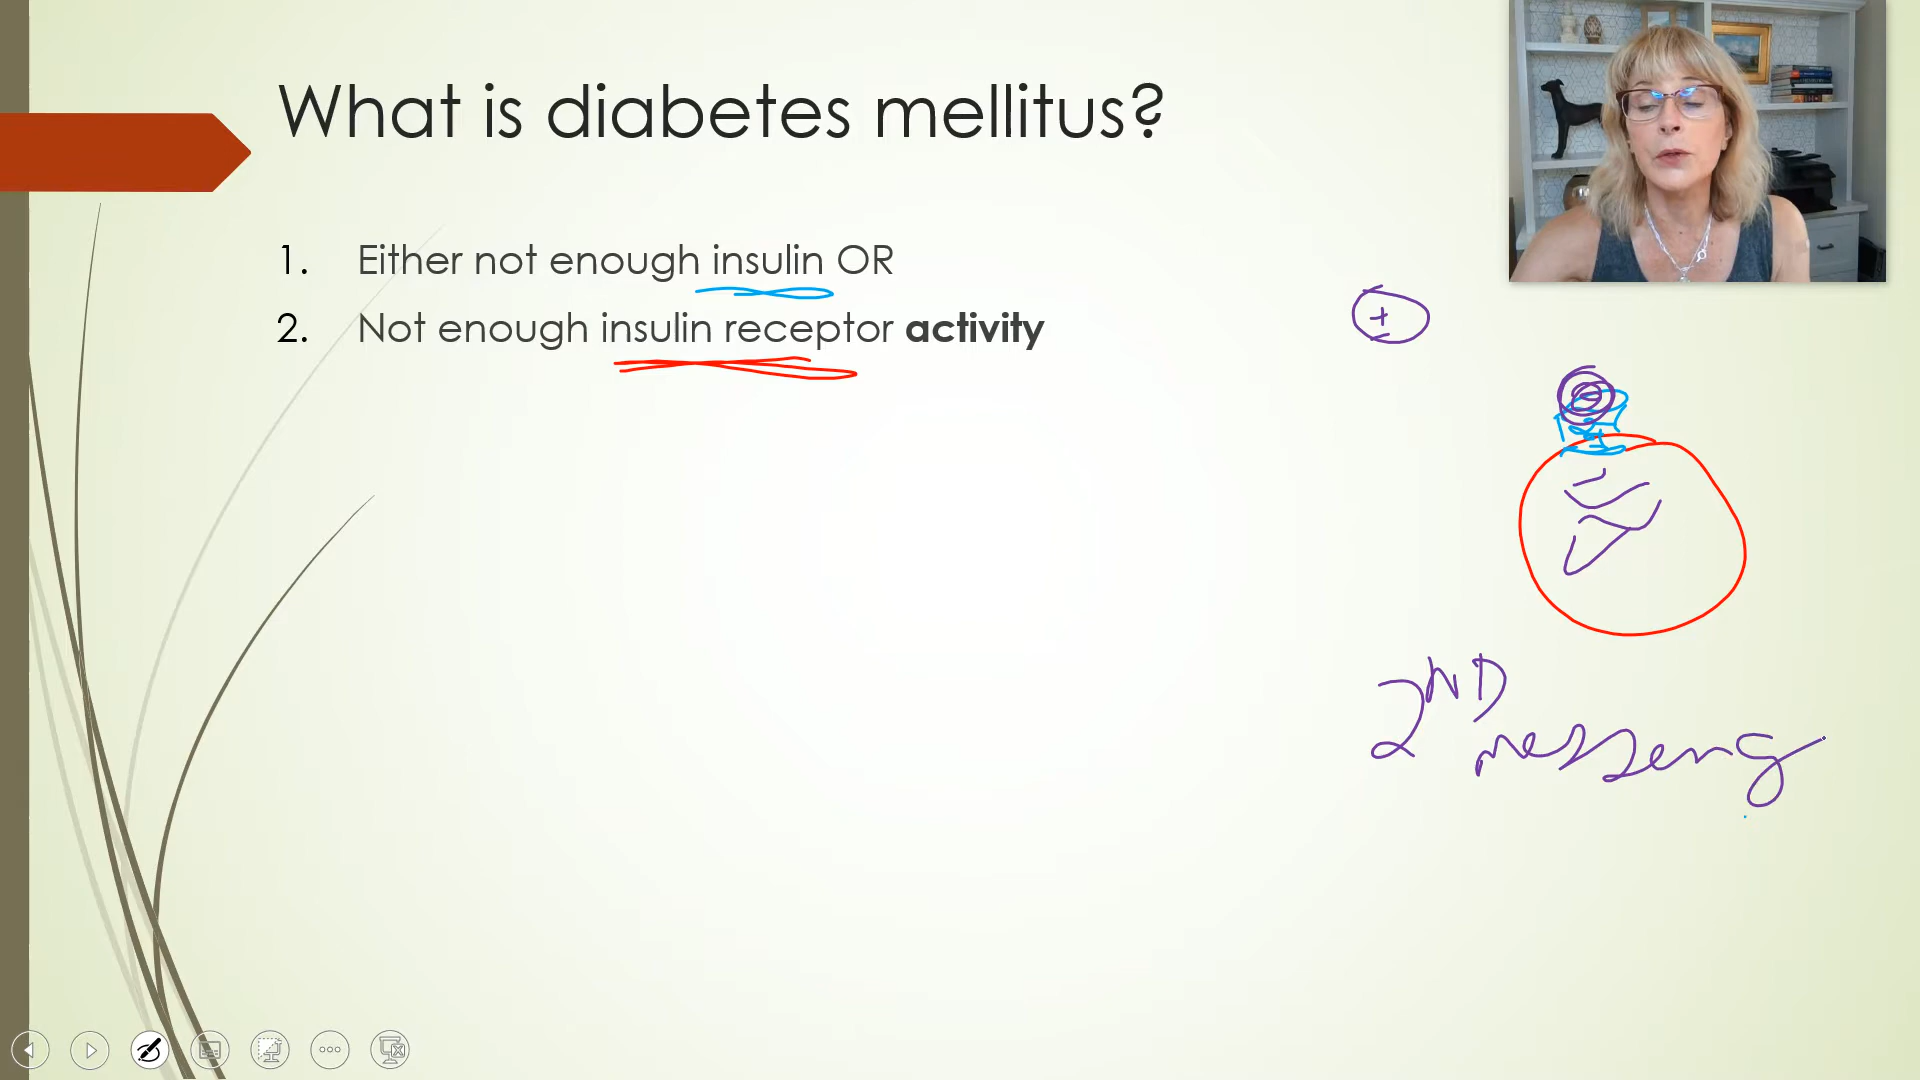 What is diabetes mellitus?
1. Either not enough insulin OR
2. Not enough insulin receptor activity
+
2ND
messeng